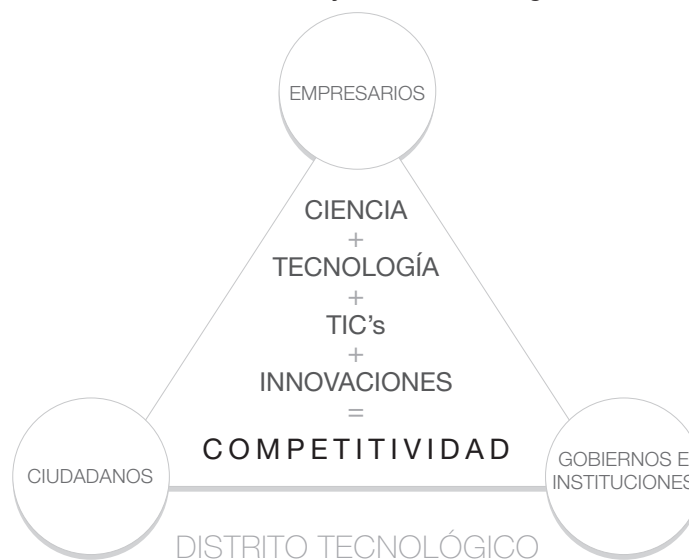 EMPRESARIOS
CIENCIA
+
TECNOLOGÍA
+
TIC's
+
INNOVACIONES
=
COMPETITIVIDAD
CIUDADANOS
GOBIERNOS E
INSTITUCIONES
DISTRITO TECNOLÓGICO